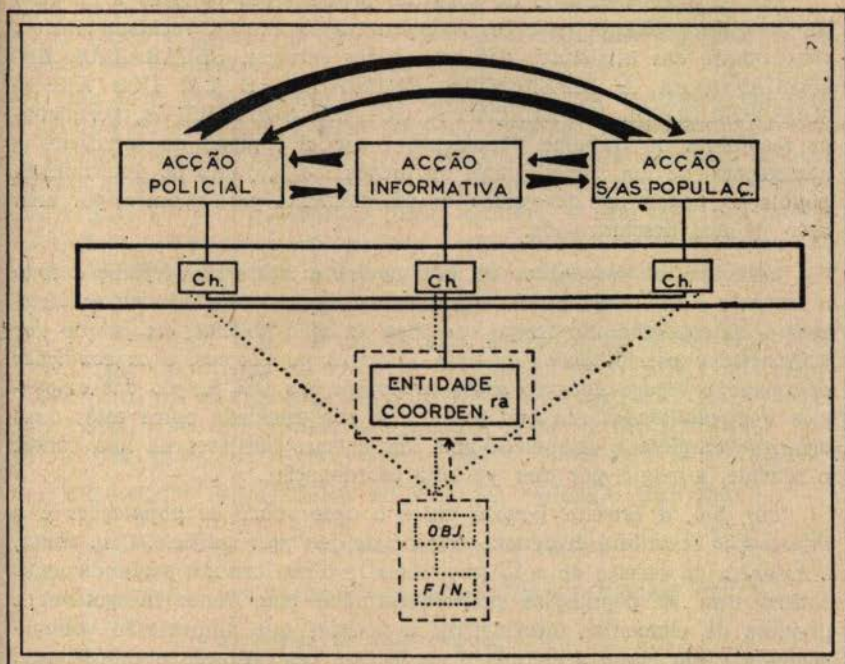 ACÇÃO
POLICIAL
ACÇÃO
INFORMATIVA
ACÇÃO
S/AS POPULAÇ.
Ch.
Ch.
Ch.
ENTIDADE
COORDEN.ra
OBJ.
FIN.